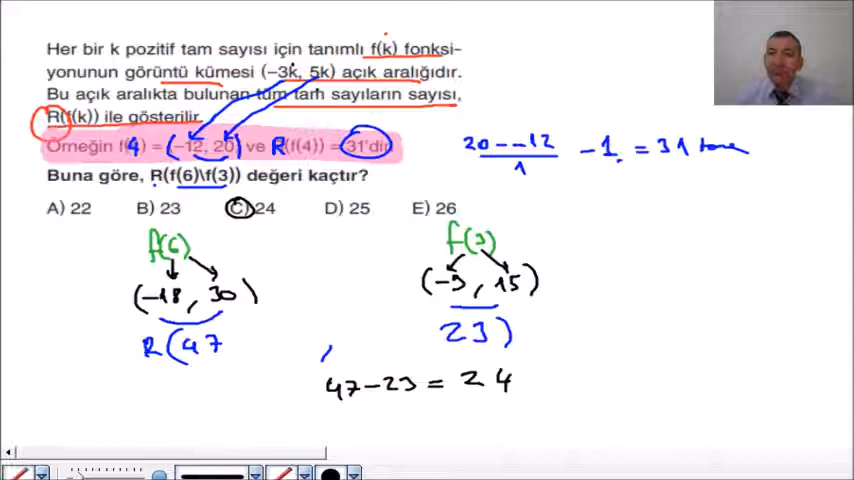 Her bir k pozitif tam sayısı için tanımlı f(k) fonksi-
yonunun görüntü kümesi (−3k, 5k) açık aralığıdır.
Bu açık aralıkta bulunan tüm tam sayıların sayısı,
R(f(k)) ile gösterilir.
Örneğin f(4) = (−12, 20) ve R(f(4) = 31'dir
20 - -12 / 1 − 1 = 31 tane
Buna göre, R(f(6)\f(3)) değeri kaçtır?
A) 22 B) 23 C) 24 D) 25 E) 26
f(6) f(3)
(−18, 30) (−9, 15)
R(47 23)
,
47−23 = 24